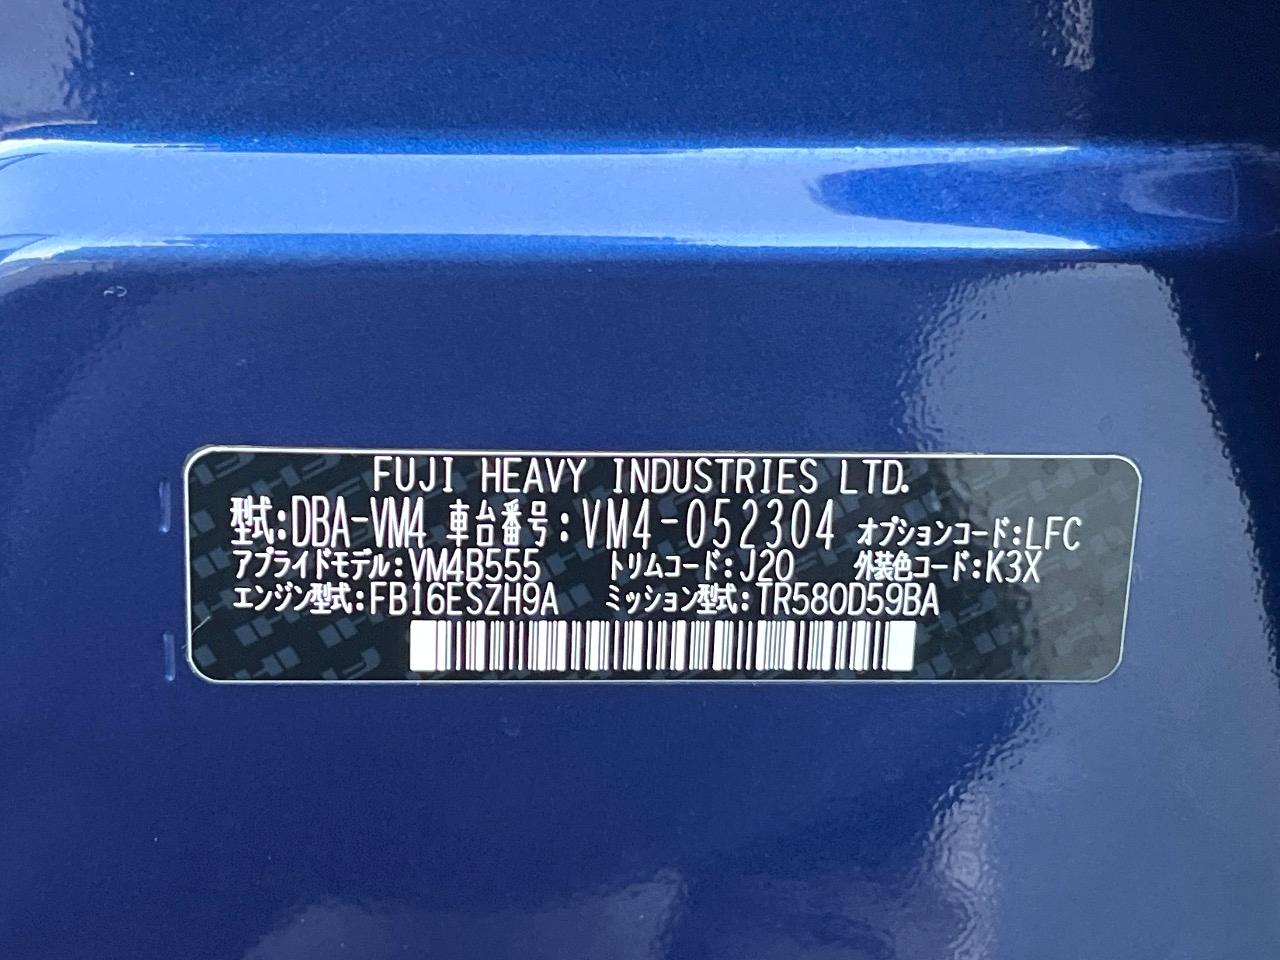 FUJI HEAVY INDUSTRIES LTD.
型式:DBA-VM4 車台番号:VM4-052304 オプションコード:LFC
アプライドモデル:VM4B555 トリムコード:J20 外装色コード:K3X
エンジン型式:FB16ESZH9A ミッション型式:TR580D59BA